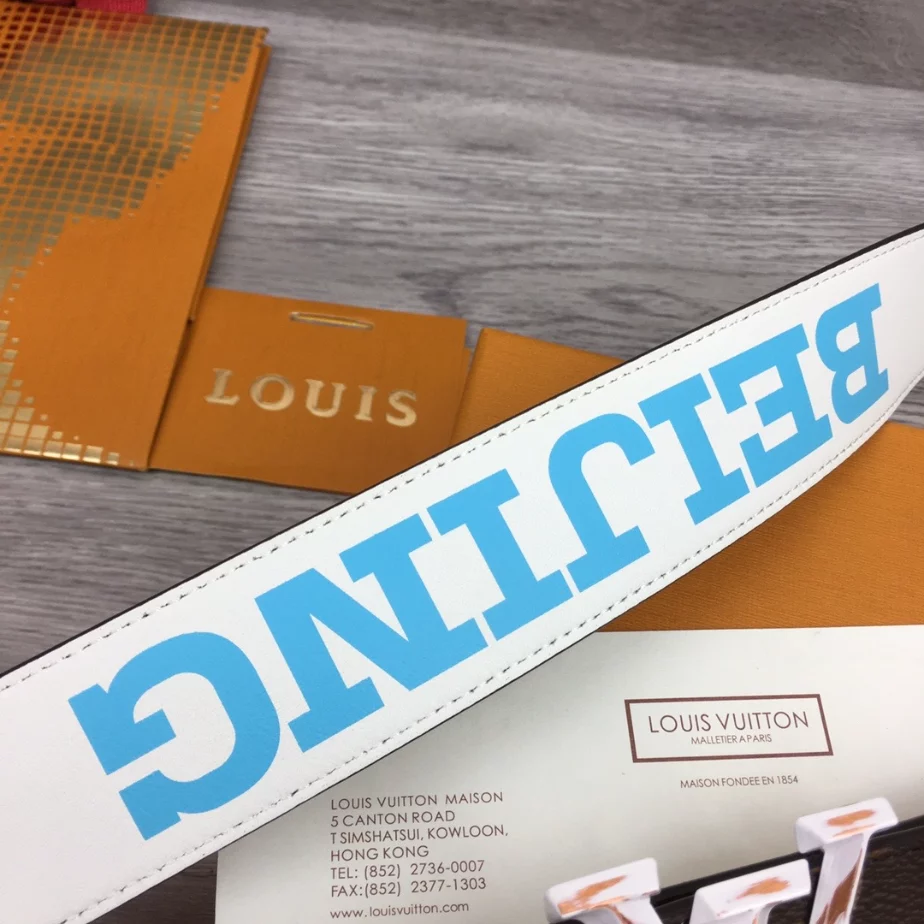 LOUIS
BEIJING
LOUIS VUITTON
MALLETIER A PARIS
MAISON FONDEE EN 1854
LOUIS VUITTON MAISON
5 CANTON ROAD
T SIMSHATSUI, KOWLOON,
HONG KONG
TEL: (852) 2736-0007
FAX:(852) 2377-1303
www.louisvuitton.com